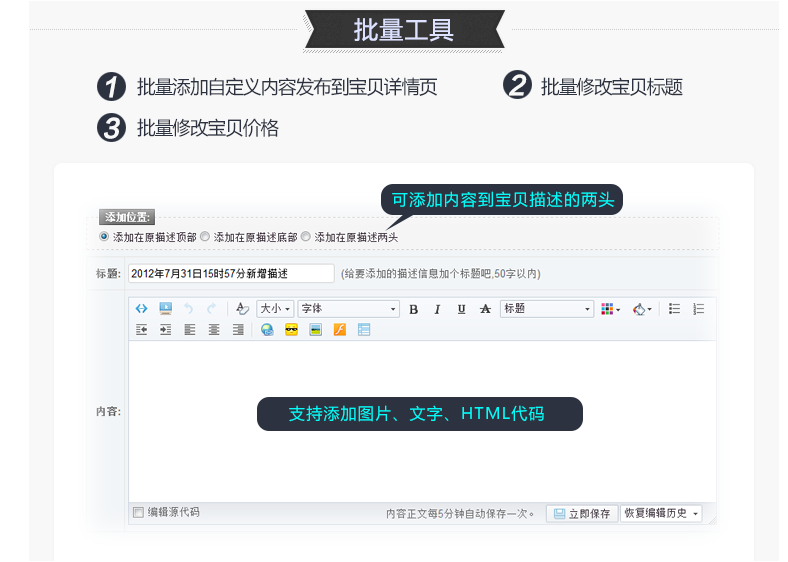 批量工具
1 批量添加自定义内容发布到宝贝详情页 2 批量修改宝贝标题
3 批量修改宝贝价格
可添加内容到宝贝描述的两头
添加位置:
添加在原描述顶部 添加在原描述底部 添加在原描述两头
标题: 2012年7月31日15时57分新增描述 (给要添加的描述信息加个标题吧,50字以内)
大小 字体 B I U A 标题
内容:
支持添加图片、文字、HTML代码
编辑源代码 内容正文每5分钟自动保存一次。 立即保存 恢复编辑历史